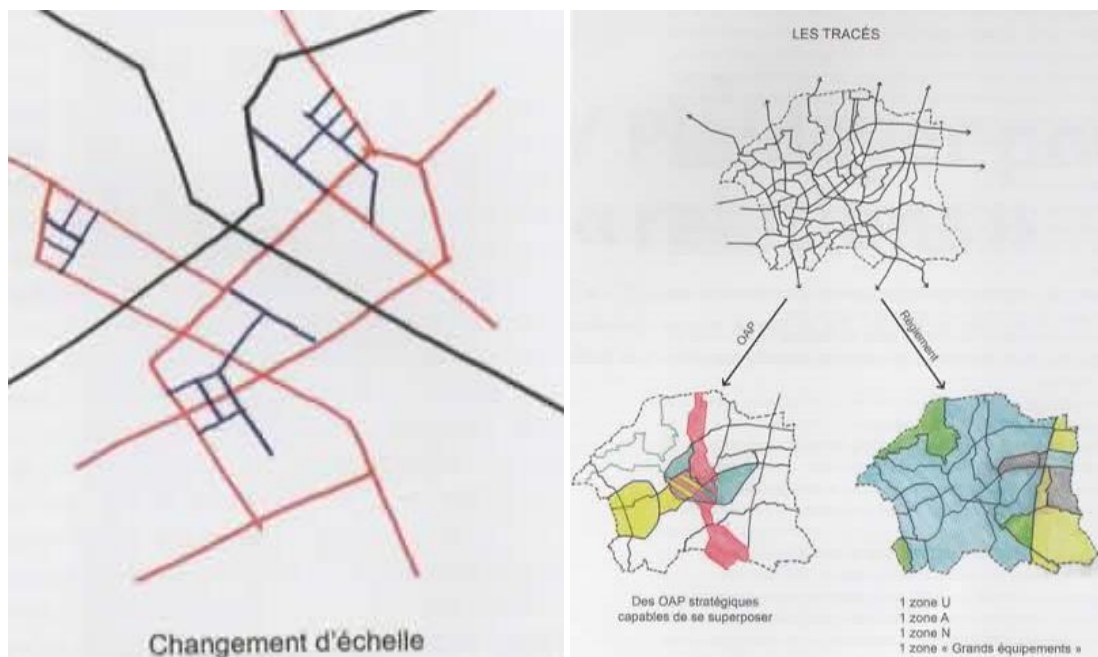 Changement d'échelle
LES TRACÉS
OAP
Règlement
Des OAP stratégiques
capables de se superposer
1 zone U
1 zone A
1 zone N
1 zone « Grands équipements »